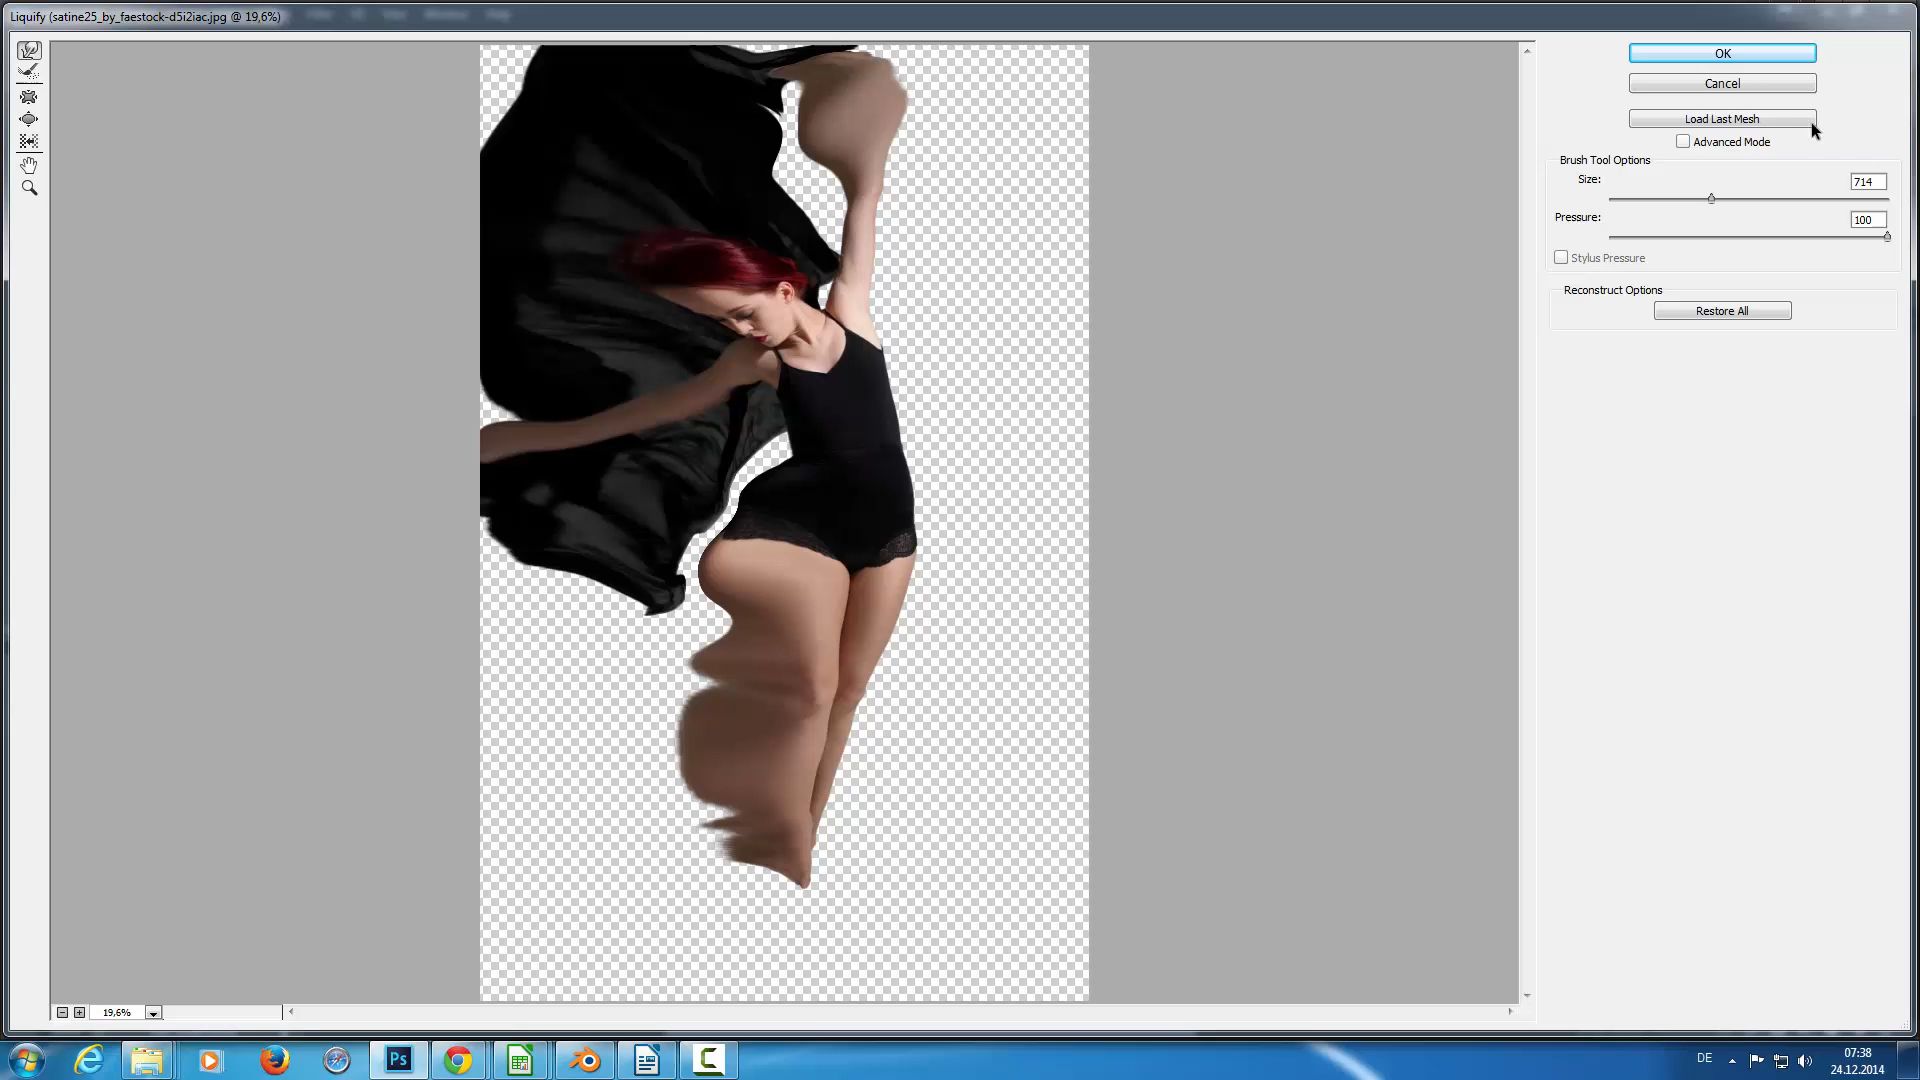 Liquify (satine25_by_faestock-d5i2iac.jpg @ 19,6%)
OK
Cancel
Load Last Mesh
Advanced Mode
Brush Tool Options
Size:
714
Pressure:
100
Stylus Pressure
Reconstruct Options
Restore All
19,6%
Ps
DE
07:38
24.12.2014